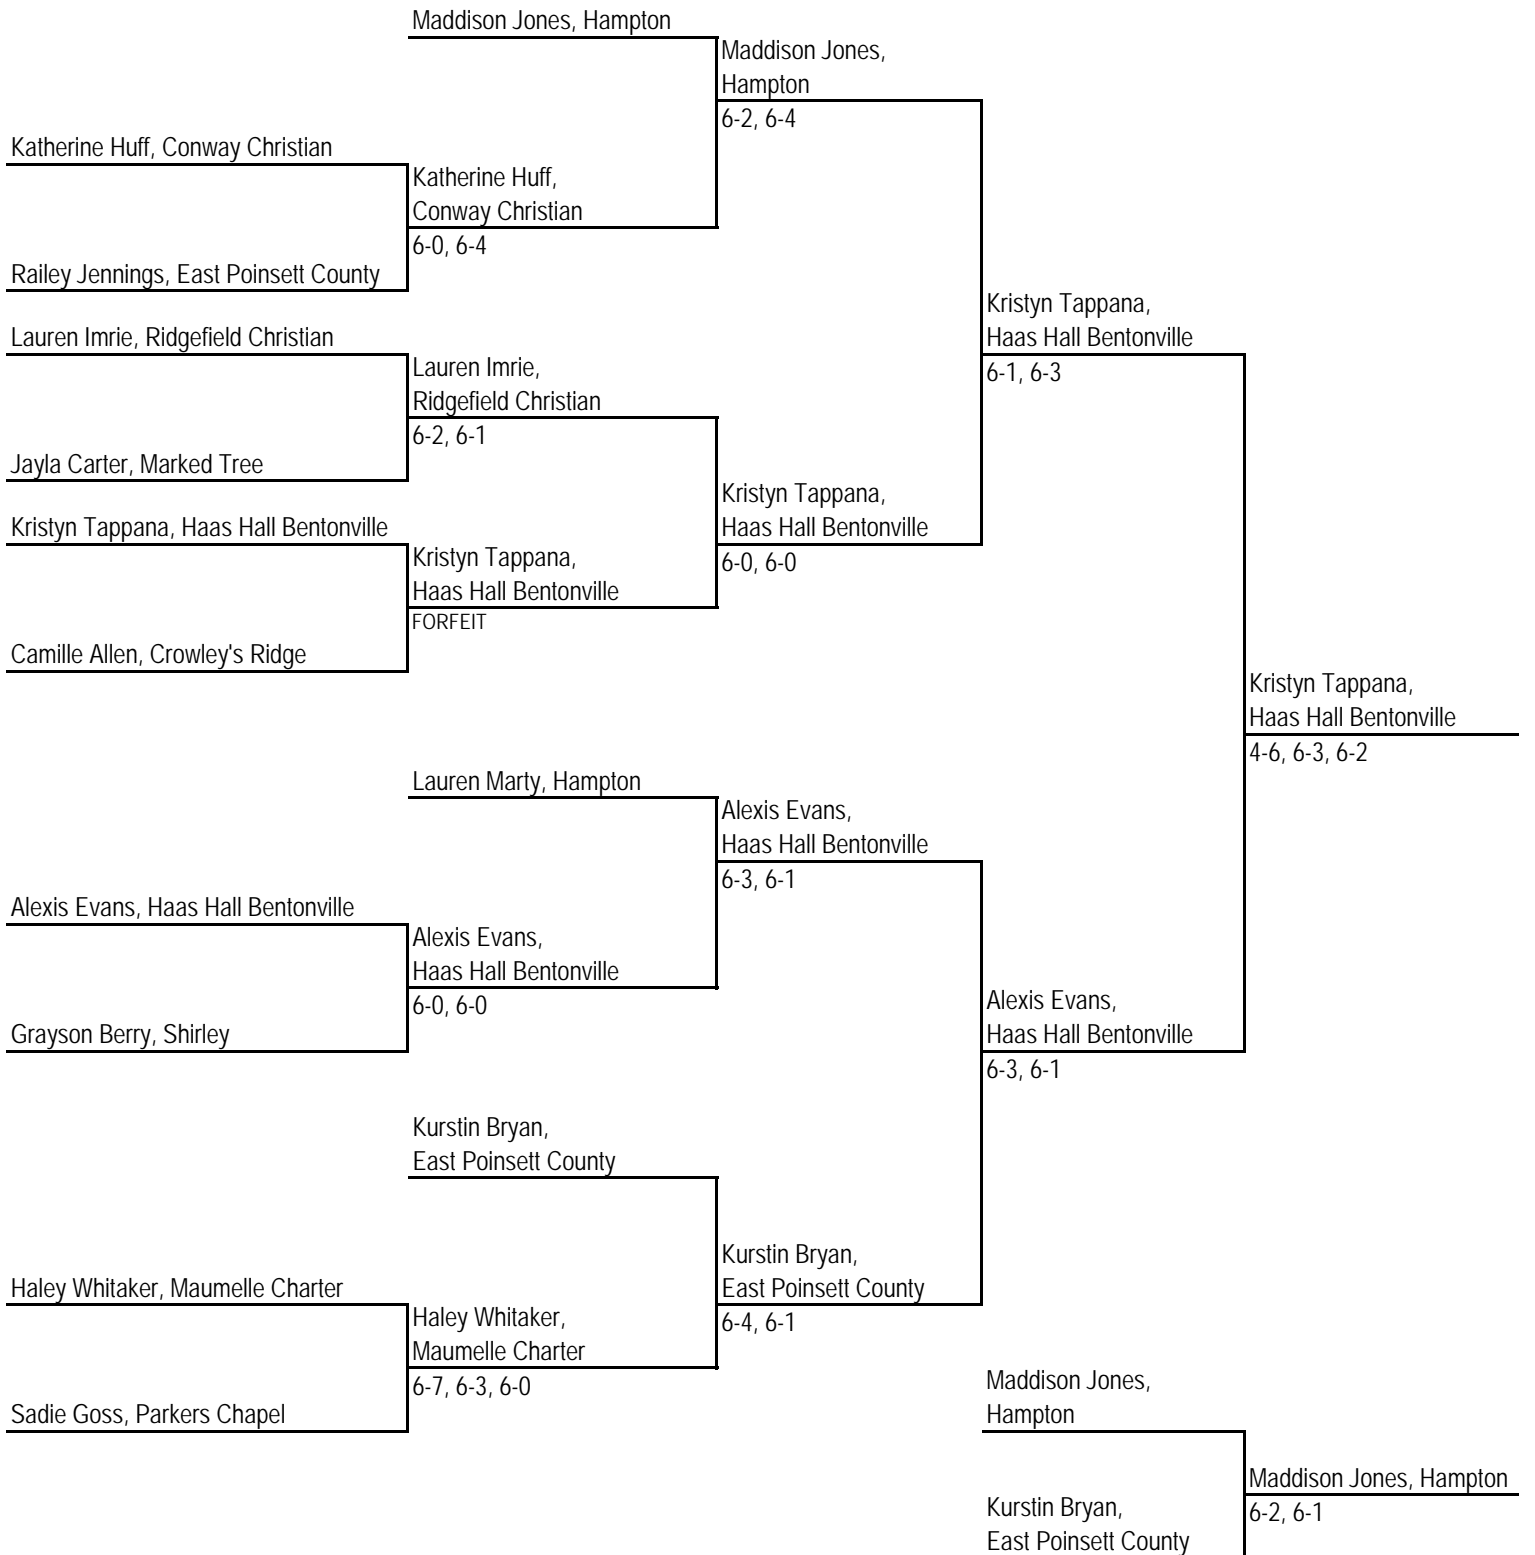 Maddison Jones, Hampton
Maddison Jones,
Hampton
6-2, 6-4
Katherine Huff, Conway Christian
Katherine Huff,
Conway Christian
6-0, 6-4
Railey Jennings, East Poinsett County
Kristyn Tappana,
Haas Hall Bentonville
6-1, 6-3
Lauren Imrie, Ridgefield Christian
Lauren Imrie,
Ridgefield Christian
6-2, 6-1
Jayla Carter, Marked Tree
Kristyn Tappana,
Haas Hall Bentonville
6-0, 6-0
Kristyn Tappana, Haas Hall Bentonville
Kristyn Tappana,
Haas Hall Bentonville
FORFEIT
Camille Allen, Crowley's Ridge
Kristyn Tappana,
Haas Hall Bentonville
4-6, 6-3, 6-2
Lauren Marty, Hampton
Alexis Evans,
Haas Hall Bentonville
6-3, 6-1
Alexis Evans, Haas Hall Bentonville
Alexis Evans,
Haas Hall Bentonville
6-0, 6-0
Grayson Berry, Shirley
Alexis Evans,
Haas Hall Bentonville
6-3, 6-1
Kurstin Bryan,
East Poinsett County
Kurstin Bryan,
East Poinsett County
6-4, 6-1
Haley Whitaker, Maumelle Charter
Haley Whitaker,
Maumelle Charter
6-7, 6-3, 6-0
Sadie Goss, Parkers Chapel
Maddison Jones,
Hampton
Maddison Jones, Hampton
6-2, 6-1
Kurstin Bryan,
East Poinsett County